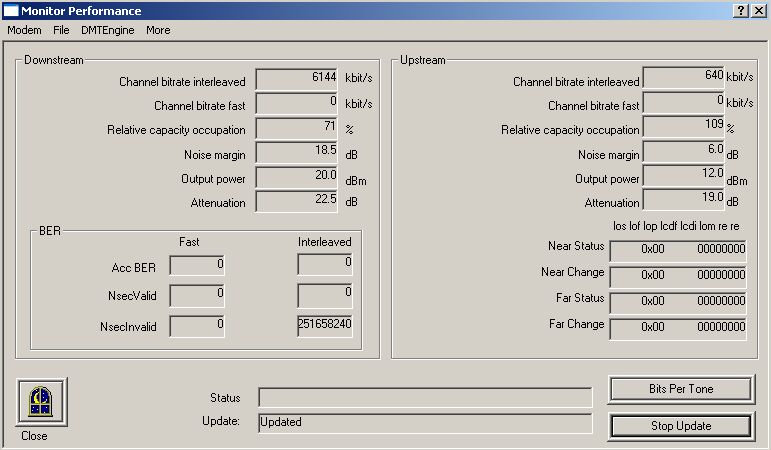 Monitor Performance
Modem File DMTEngine More
Downstream
Channel bitrate interleaved 6144 kbit/s
Channel bitrate fast 0 kbit/s
Relative capacity occupation 71 %
Noise margin 18.5 dB
Output power 20.0 dBm
Attenuation 22.5 dB
BER
Fast Interleaved
Acc BER 0 0
NsecValid 0 0
NsecInvalid 0 251658240
Upstream
Channel bitrate interleaved 640 kbit/s
Channel bitrate fast 0 kbit/s
Relative capacity occupation 109 %
Noise margin 6.0 dB
Output power 12.0 dBm
Attenuation 19.0 dB
los lof lop lcdf lcdi lom re re
Near Status 0x00 00000000
Near Change 0x00 00000000
Far Status 0x00 00000000
Far Change 0x00 00000000
Close
Status
Update: Updated
Bits Per Tone
Stop Update